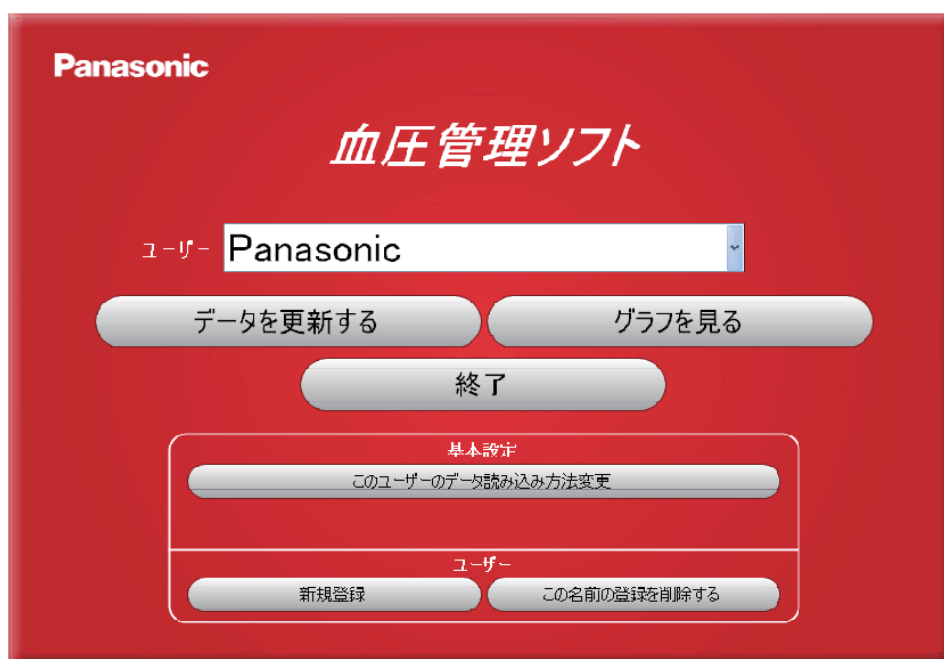 Panasonic
血圧管理ソフト
ユーザー Panasonic
データを更新する グラフを見る
終了
基本設定
このユーザーのデータ読み込み方法変更
ユーザー
新規登録 この名前の登録を削除する